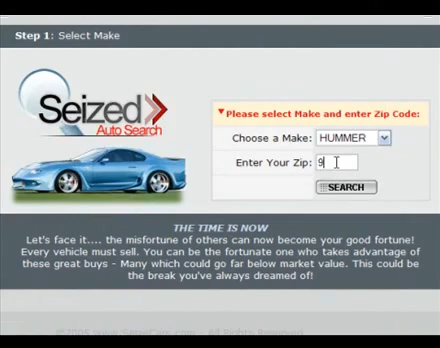 Step 1: Select Make
Seized
Auto Search
Please select Make and enter Zip Code:
Choose a Make: HUMMER
Enter Your Zip: 9
SEARCH
THE TIME IS NOW
Let's face it.... the misfortune of others can now become your good fortune!
Every vehicle must sell. You can be the fortunate one who takes advantage of
these great buys - Many which could go far below market value. This could be
the break you've always dreamed of!